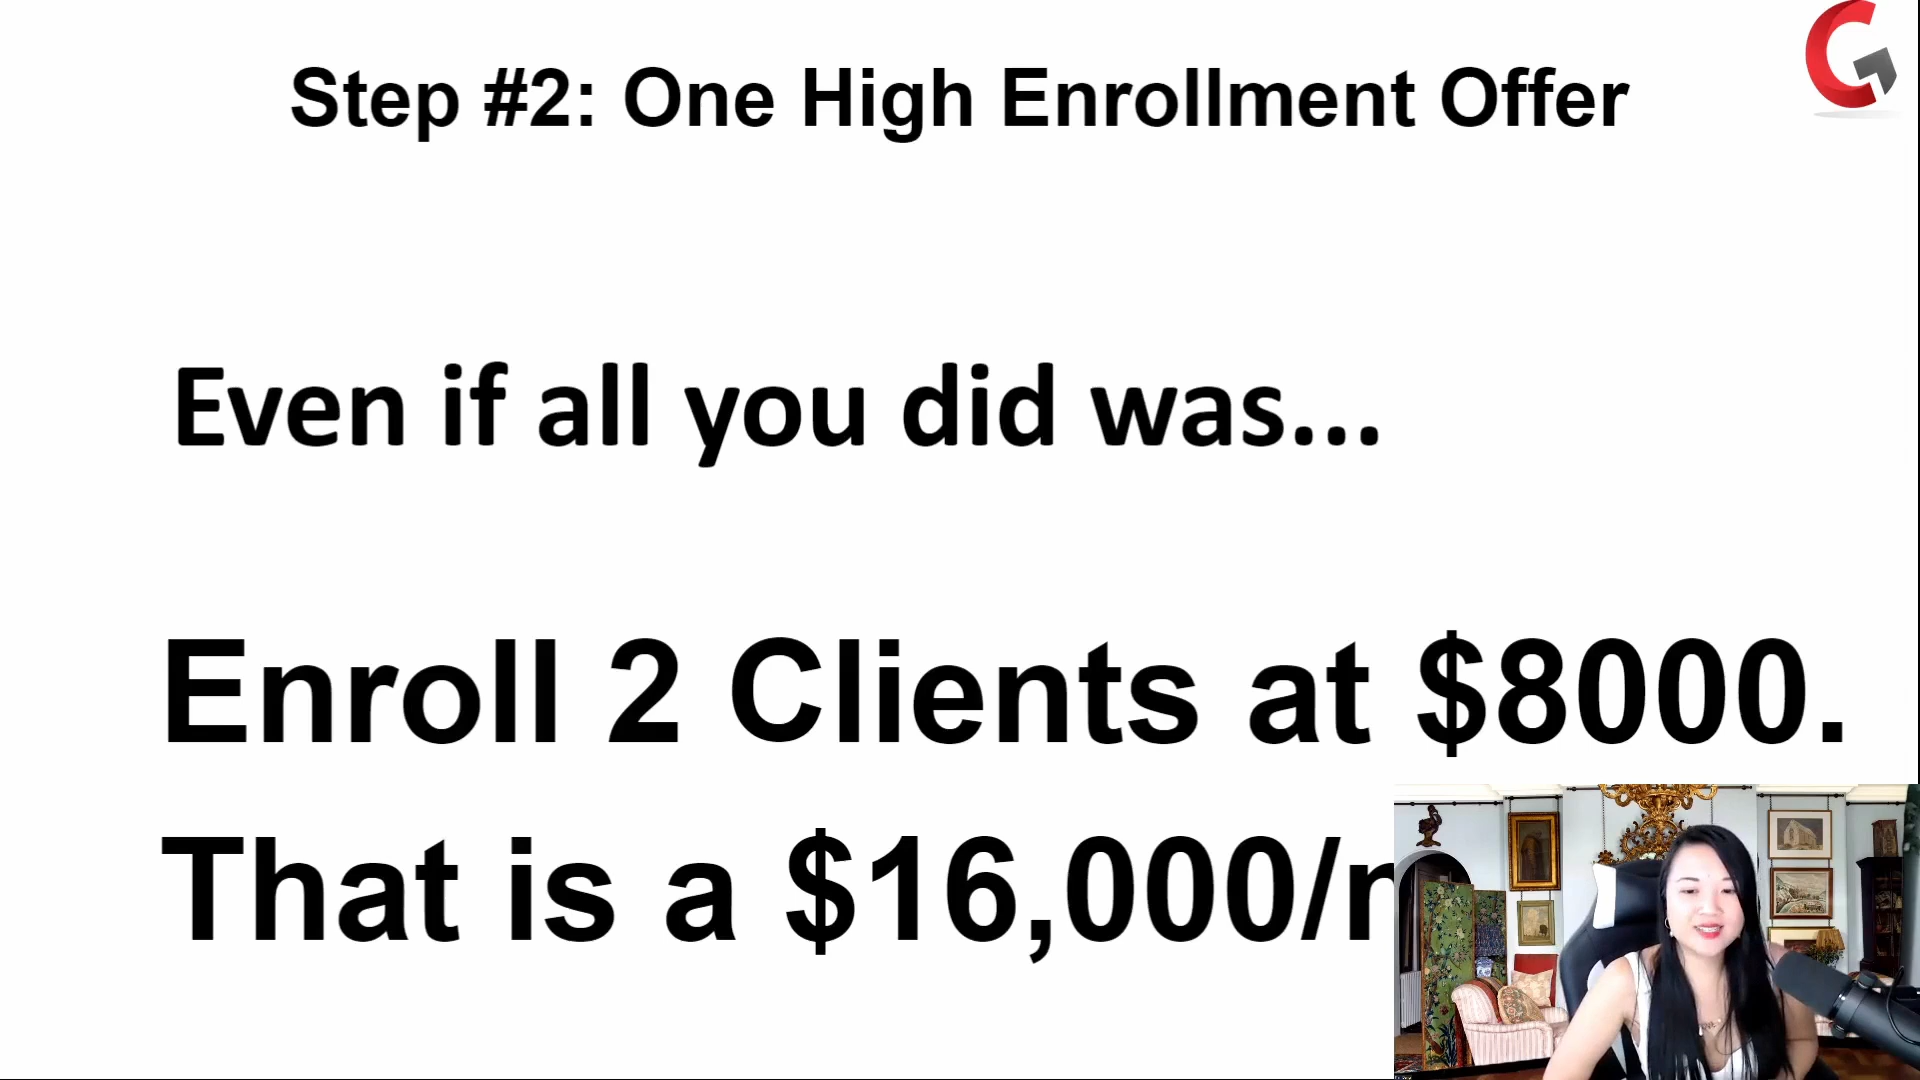 Step #2: One High Enrollment Offer
Even if all you did was...
Enroll 2 Clients at $8000.
That is a $16,000/